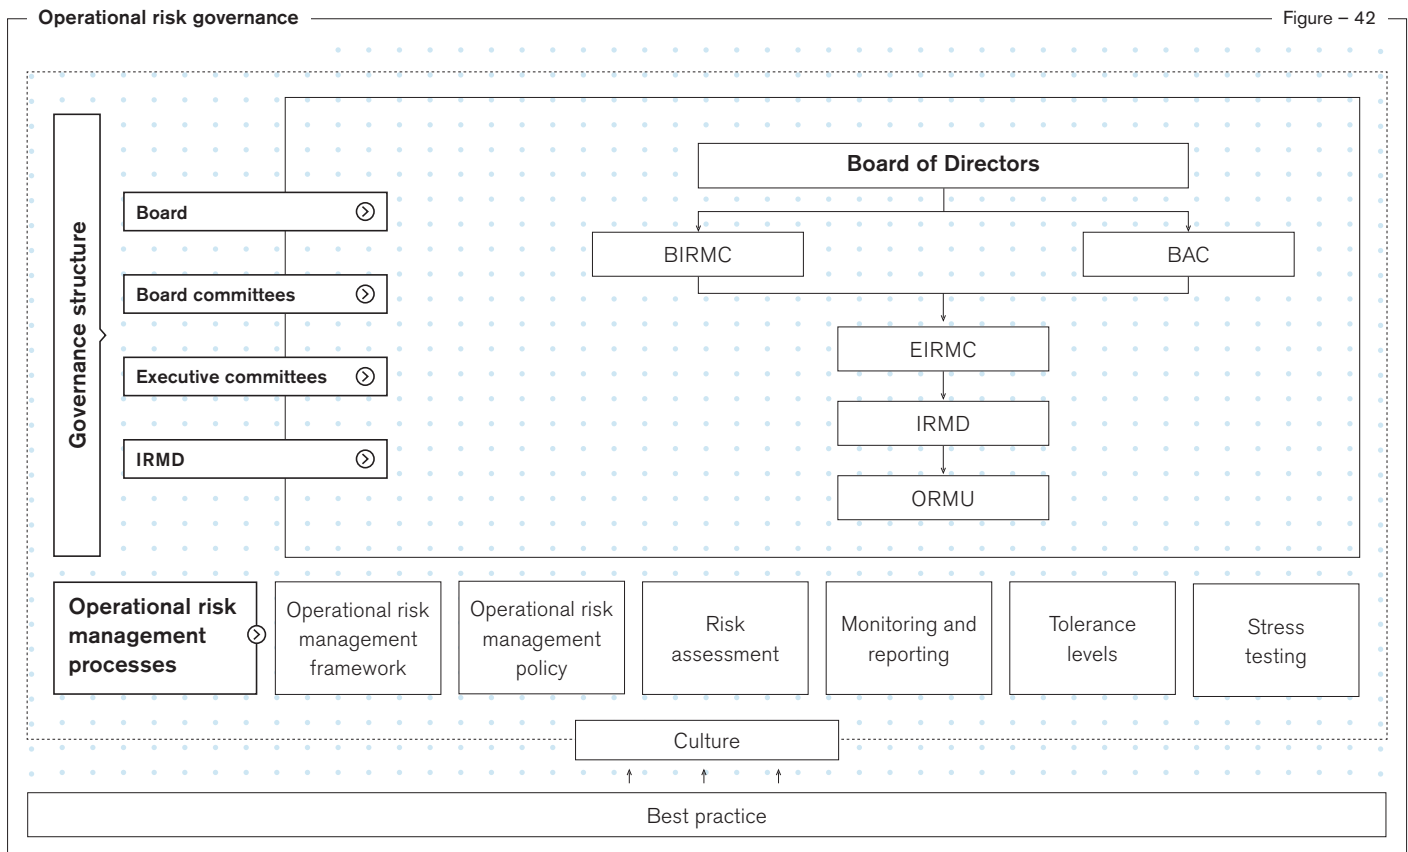 Operational risk governance
Figure – 42
Governance structure
Board
Board committees
Executive committees
IRMD
Board of Directors
BIRMC
BAC
EIRMC
IRMD
ORMU
Operational risk
management
processes
Operational risk
management
framework
Operational risk
management
policy
Risk
assessment
Monitoring and
reporting
Tolerance
levels
Stress
testing
Culture
Best practice